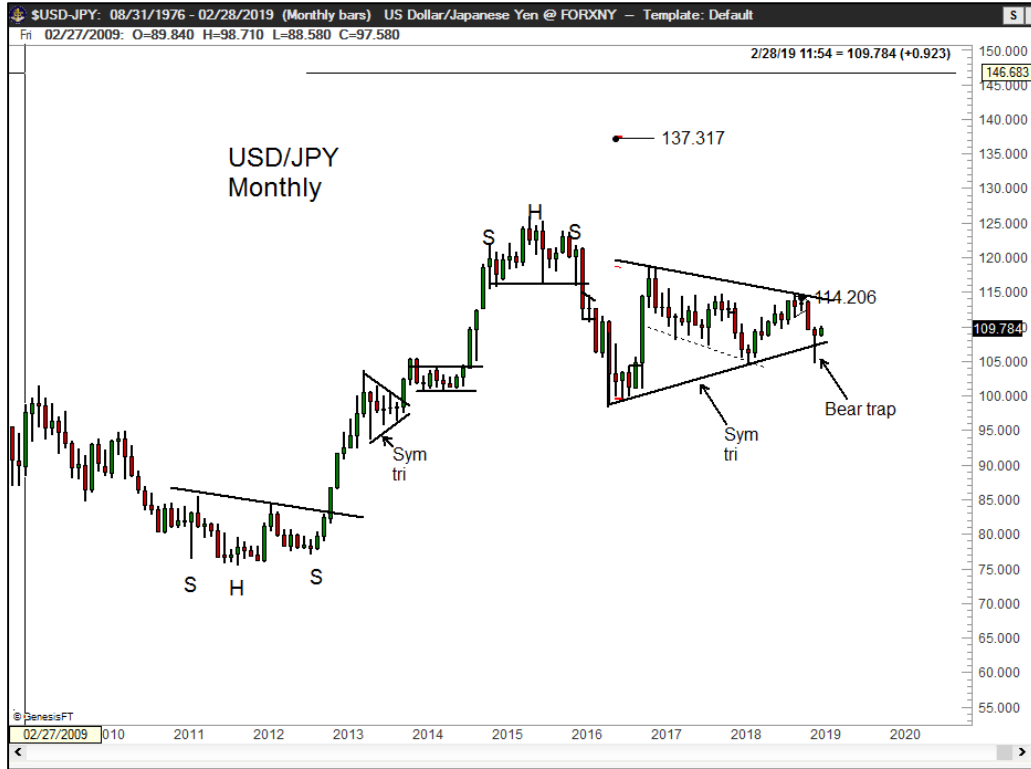 $USD-JPY: 08/31/1976 - 02/28/2019 (Monthly bars) US Dollar/Japanese Yen @ FORXNY — Template: Default
S
Fri 02/27/2009: O=89.840 H=98.710 L=88.580 C=97.580
2/28/19 11:54 = 109.784 (+0.923)
150.000
146.683
145.000
140.000
137.317
135.000
USD/JPY
Monthly
130.000
125.000
H
S
S
120.000
115.000
114.206
109.784
105.000
100.000
Bear trap
95.000
Sym
tri
Sym
tri
90.000
85.000
80.000
S
H
S
75.000
70.000
65.000
60.000
55.000
© GenesisFT
02/27/2009 010 2011 2012 2013 2014 2015 2016 2017 2018 2019 2020